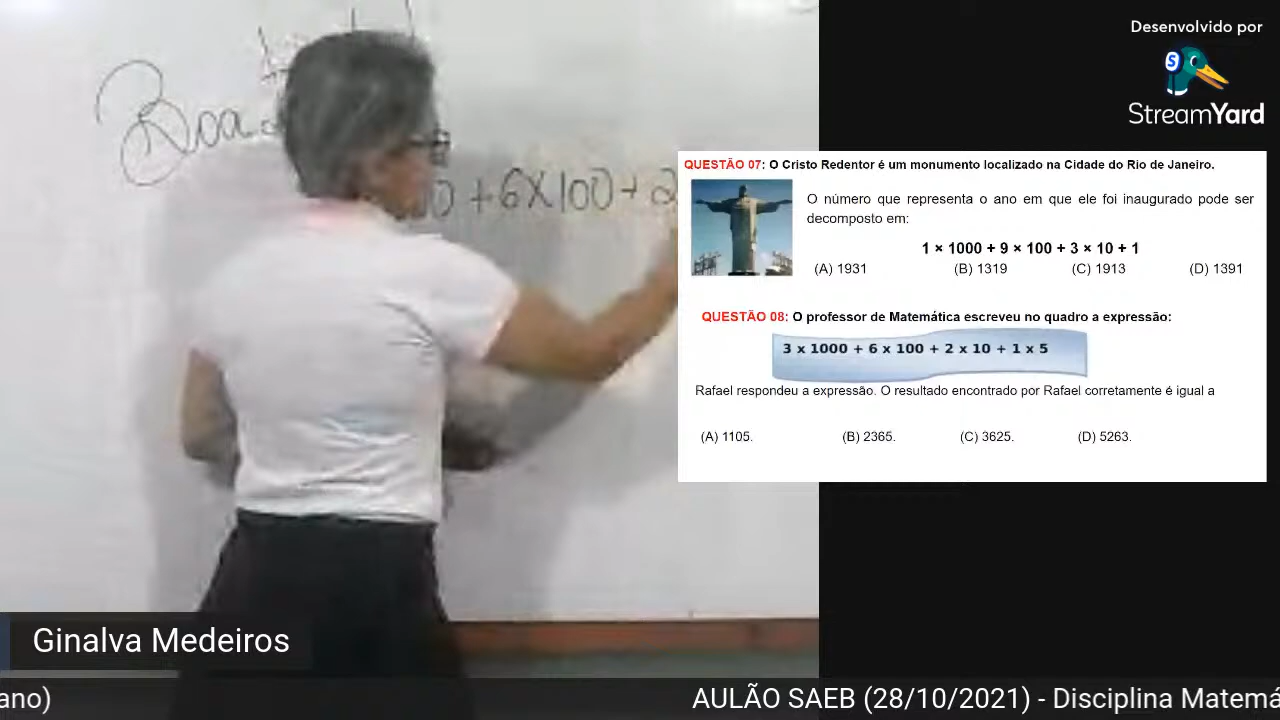 Boa
0 + 6X100 + 2
Desenvolvido por
StreamYard
QUESTÃO 07: O Cristo Redentor é um monumento localizado na Cidade do Rio de Janeiro.
O número que representa o ano em que ele foi inaugurado pode ser
decomposto em:
1 × 1000 + 9 × 100 + 3 × 10 + 1
(A) 1931 (B) 1319 (C) 1913 (D) 1391
QUESTÃO 08: O professor de Matemática escreveu no quadro a expressão:
3 x 1000 + 6 x 100 + 2 x 10 + 1 x 5
Rafael respondeu a expressão. O resultado encontrado por Rafael corretamente é igual a
(A) 1105. (B) 2365. (C) 3625. (D) 5263.
Ginalva Medeiros
ano) AULÃO SAEB (28/10/2021) - Disciplina Matemá